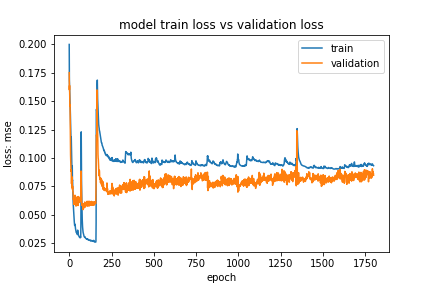 model train loss vs validation loss
train
validation
loss: mse
0.200
0.175
0.150
0.125
0.100
0.075
0.050
0.025
0 250 500 750 1000 1250 1500 1750
epoch